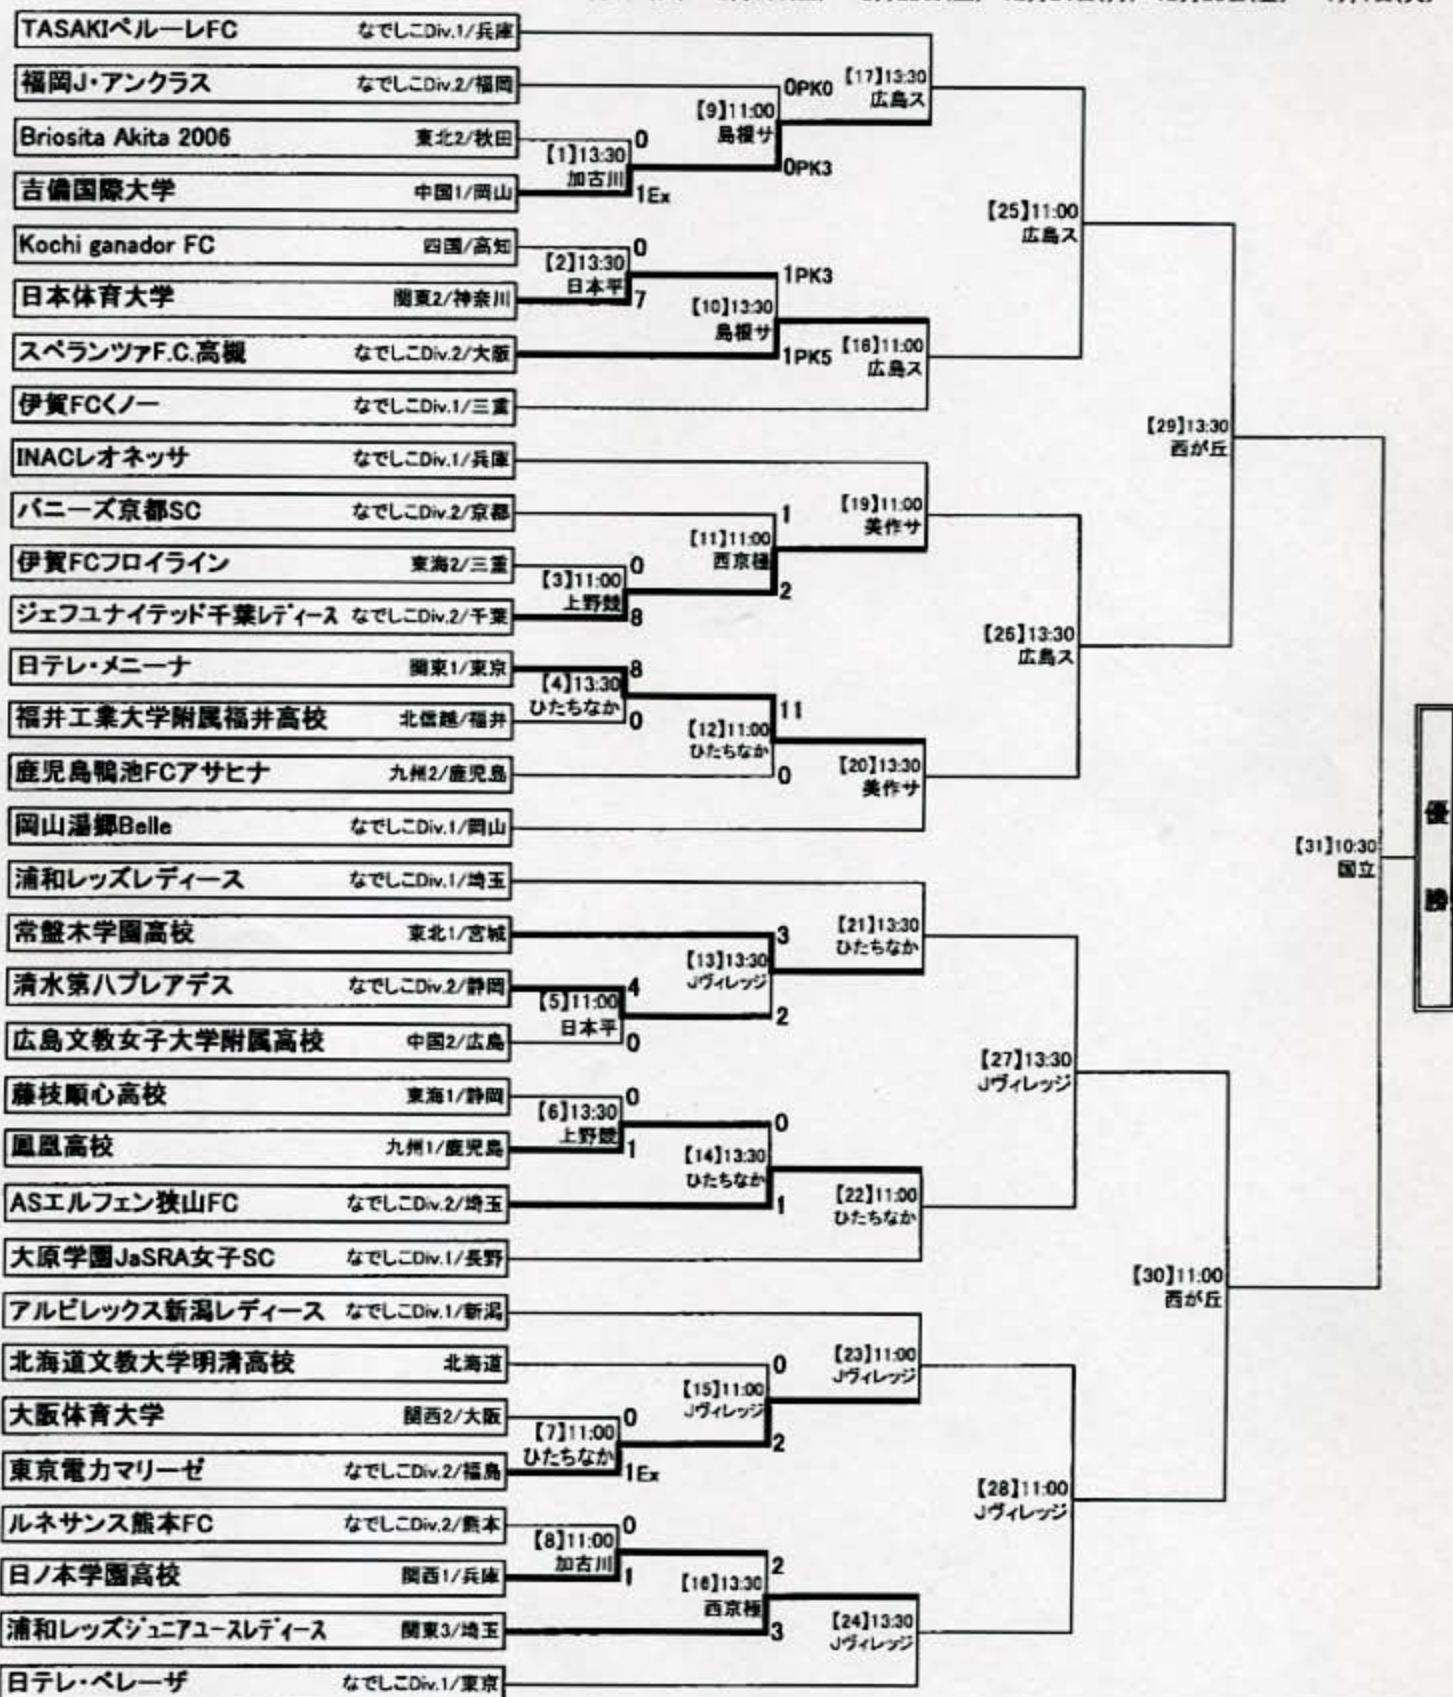 TASAKIペルーレFC なでしこDiv.1/兵庫
福岡J・アンクラス なでしこDiv.2/福岡
0PK0 【17】13:30
広島ス
【9】11:00
島根サ
Briosita Akita 2006 東北2/秋田
0
【1】13:30
加古川
0PK3
吉備国際大学 中国1/岡山
1Ex
【25】11:00
広島ス
Kochi ganador FC 四国/高知
0
【2】13:30
日本平
1PK3
日本体育大学 関東2/神奈川
7
【10】13:30
島根サ
スペランツァF.C.高槻 なでしこDiv.2/大阪
1PK5 【18】11:00
広島ス
伊賀FCくノ一 なでしこDiv.1/三重
【29】13:30
西が丘
INACレオネッサ なでしこDiv.1/兵庫
バニーズ京都SC なでしこDiv.2/京都
1
【19】11:00
美作サ
【11】11:00
西京極
伊賀FCフロイライン 東海2/三重
0
【3】11:00
上野競
2
ジェフユナイテッド千葉レディース なでしこDiv.2/千葉
8
【26】13:30
広島ス
日テレ・メニーナ 関東1/東京
8
【4】13:30
ひたちなか
11
福井工業大学附属福井高校 北信越/福井
0
【12】11:00
ひたちなか
鹿児島鴨池FCアサヒナ 九州2/鹿児島
0
【20】13:30
美作サ
岡山湯郷Belle なでしこDiv.1/岡山
【31】10:30
国立
優
勝
浦和レッズレディース なでしこDiv.1/埼玉
常盤木学園高校 東北1/宮城
3
【21】13:30
ひたちなか
【13】13:30
Jヴィレッジ
清水第八プレアデス なでしこDiv.2/静岡
4
【5】11:00
日本平
2
広島文教女子大学附属高校 中国2/広島
0
【27】13:30
Jヴィレッジ
藤枝順心高校 東海1/静岡
0
【6】13:30
上野競
0
鳳凰高校 九州1/鹿児島
1
【14】13:30
ひたちなか
ASエルフェン狭山FC なでしこDiv.2/埼玉
1
【22】11:00
ひたちなか
大原学園JaSRA女子SC なでしこDiv.1/長野
【30】11:00
西が丘
アルビレックス新潟レディース なでしこDiv.1/新潟
北海道文教大学明清高校 北海道
0
【23】11:00
Jヴィレッジ
【15】11:00
Jヴィレッジ
大阪体育大学 関西2/大阪
0
【7】11:00
ひたちなか
2
東京電力マリーゼ なでしこDiv.2/福島
1Ex
【28】11:00
Jヴィレッジ
ルネサンス熊本FC なでしこDiv.2/熊本
0
【8】11:00
加古川
2
日ノ本学園高校 関西1/兵庫
1
【16】13:30
西京極
浦和レッズジュニアユースレディース 関東3/埼玉
3
【24】13:30
Jヴィレッジ
日テレ・ベレーザ なでしこDiv.1/東京